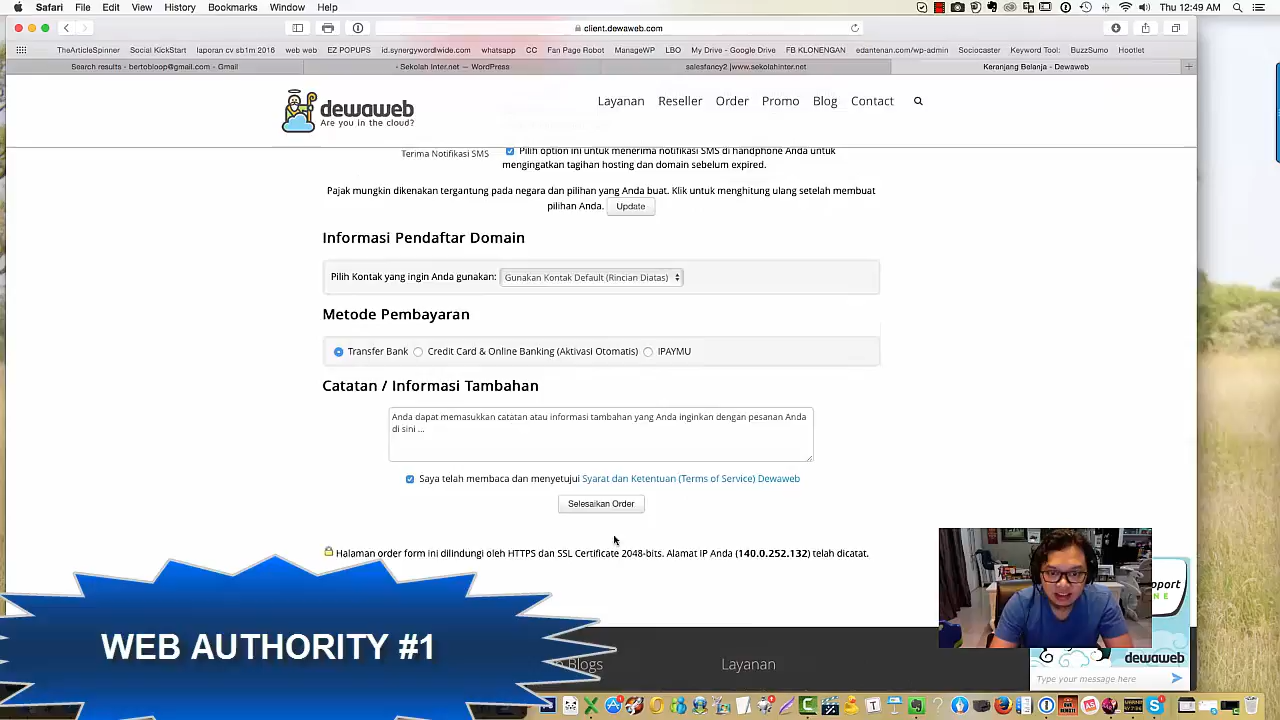 Safari File Edit View History Bookmarks Window Help Thu 12:49 AM
client.dewaweb.com
TheArticleSpinner Social KickStart laporan cv sb1m 2016 web web EZ POPUPS id.synergywordlwide.com whatsapp CC Fan Page Robot ManageWP LBO My Drive - Google Drive FB KLONENGAN edantenan.com/wp-admin Sociocaster Keyword Tool: BuzzSumo Hootlet
Search results - bertobloop@gmail.com - Gmail - Sekolah Inter.net — WordPress salesfancy2 |www.sekolahinter.net Keranjang Belanja - Dewaweb
dewaweb
Are you in the cloud?
Layanan Reseller Order Promo Blog Contact
Terima Notifikasi SMS Pilih option ini untuk menerima notifikasi SMS di handphone Anda untuk
mengingatkan tagihan hosting dan domain sebelum expired.
Pajak mungkin dikenakan tergantung pada negara dan pilihan yang Anda buat. Klik untuk menghitung ulang setelah membuat
pilihan Anda. Update
Informasi Pendaftar Domain
Pilih Kontak yang ingin Anda gunakan: Gunakan Kontak Default (Rincian Diatas)
Metode Pembayaran
Transfer Bank Credit Card & Online Banking (Aktivasi Otomatis) IPAYMU
Catatan / Informasi Tambahan
Anda dapat memasukkan catatan atau informasi tambahan yang Anda inginkan dengan pesanan Anda
di sini ...
Saya telah membaca dan menyetujui Syarat dan Ketentuan (Terms of Service) Dewaweb
Selesaikan Order
Halaman order form ini dilindungi oleh HTTPS dan SSL Certificate 2048-bits. Alamat IP Anda (140.0.252.132) telah dicatat.
WEB AUTHORITY #1
Blogs Layanan
dewaweb
Type your message here